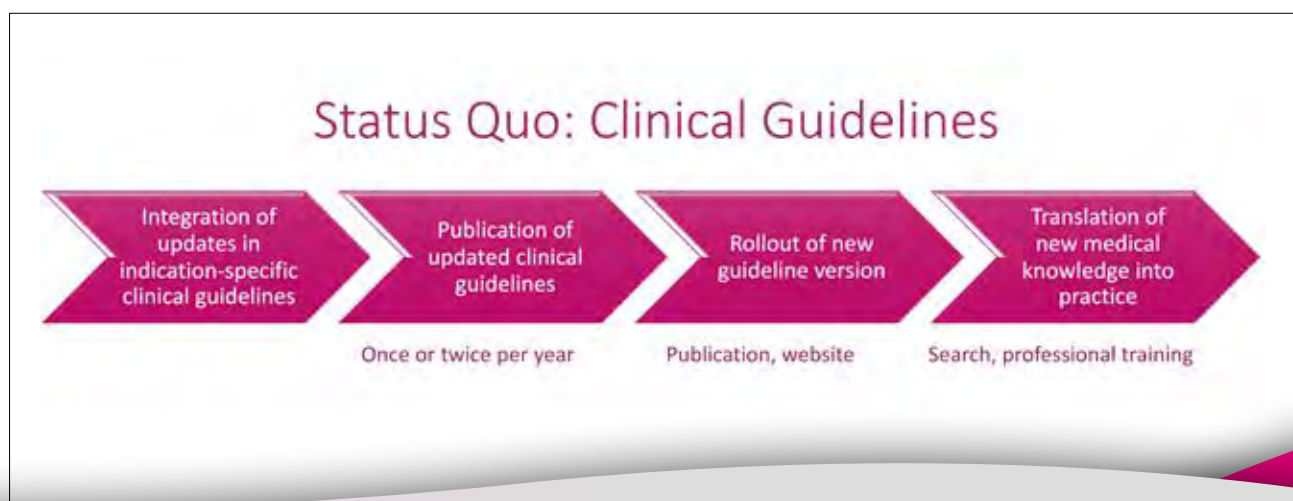 Status Quo: Clinical Guidelines
Integration of
updates in
indication-specific
clinical guidelines
Publication of
updated clinical
guidelines
Rollout of new
guideline version
Translation of
new medical
knowledge into
practice
Once or twice per year
Publication, website
Search, professional training